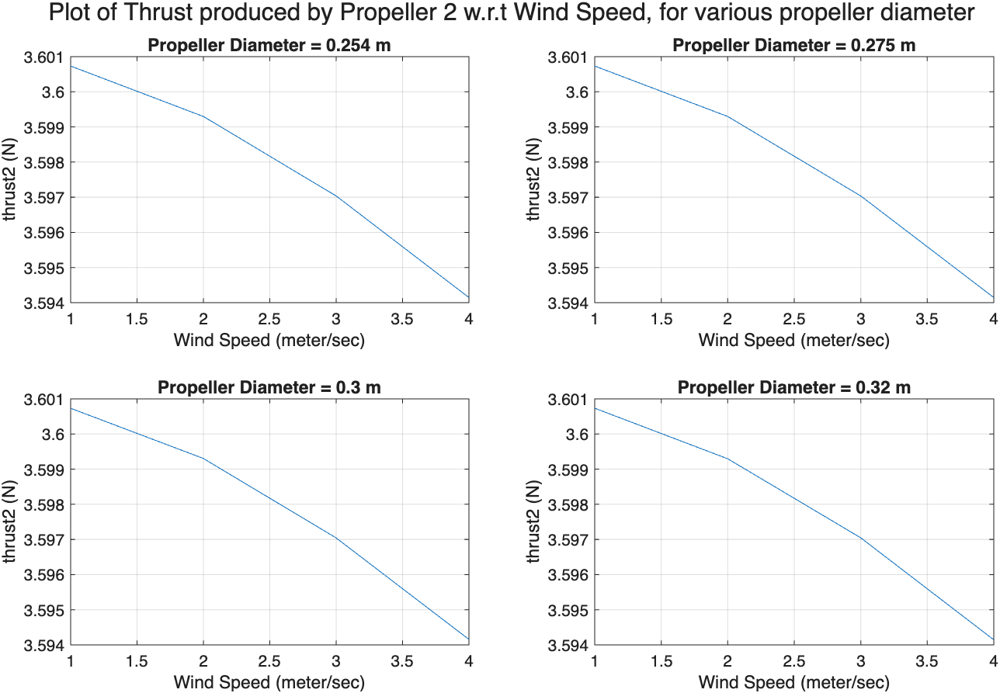 Plot of Thrust produced by Propeller 2 w.r.t Wind Speed, for various propeller diameter
Propeller Diameter = 0.254 m
3.601
3.6
3.599
3.598
3.597
3.596
3.595
3.594
thrust2 (N)
1 1.5 2 2.5 3 3.5 4
Wind Speed (meter/sec)
Propeller Diameter = 0.275 m
3.601
3.6
3.599
3.598
3.597
3.596
3.595
3.594
thrust2 (N)
1 1.5 2 2.5 3 3.5 4
Wind Speed (meter/sec)
Propeller Diameter = 0.3 m
3.601
3.6
3.599
3.598
3.597
3.596
3.595
3.594
thrust2 (N)
1 1.5 2 2.5 3 3.5 4
Wind Speed (meter/sec)
Propeller Diameter = 0.32 m
3.601
3.6
3.599
3.598
3.597
3.596
3.595
3.594
thrust2 (N)
1 1.5 2 2.5 3 3.5 4
Wind Speed (meter/sec)